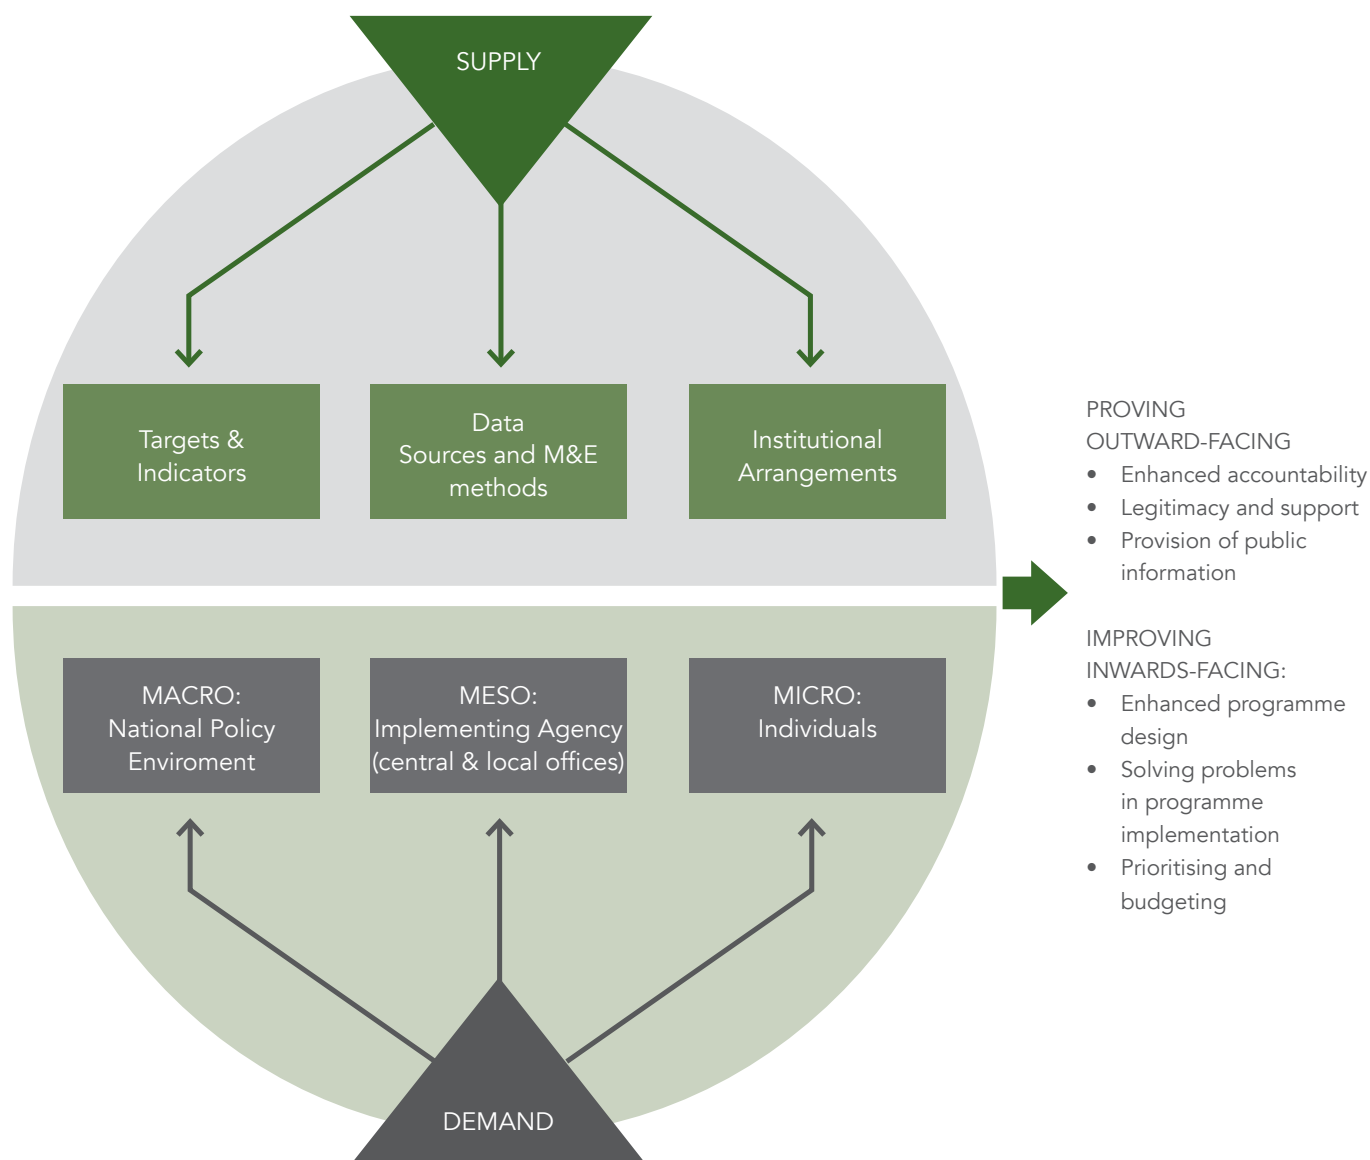 SUPPLY
Targets &
Indicators
Data
Sources and M&E
methods
Institutional
Arrangements
MACRO:
National Policy
Enviroment
MESO:
Implementing Agency
(central & local offices)
MICRO:
Individuals
DEMAND
PROVING
OUTWARD-FACING
• Enhanced accountability
• Legitimacy and support
• Provision of public
information
IMPROVING
INWARDS-FACING:
• Enhanced programme
design
• Solving problems
in programme
implementation
• Prioritising and
budgeting